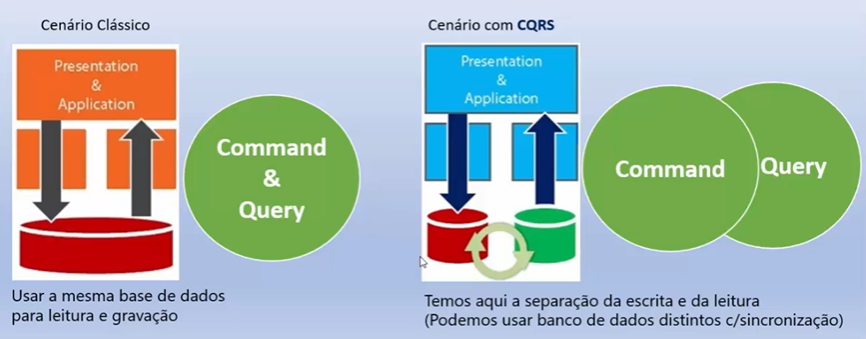 Cenário Clássico
Presentation
&
Application
Command
&
Query
Usar a mesma base de dados
para leitura e gravação
Cenário com CQRS
Presentation
&
Application
Command
Query
Temos aqui a separação da escrita e da leitura
(Podemos usar banco de dados distintos c/sincronização)